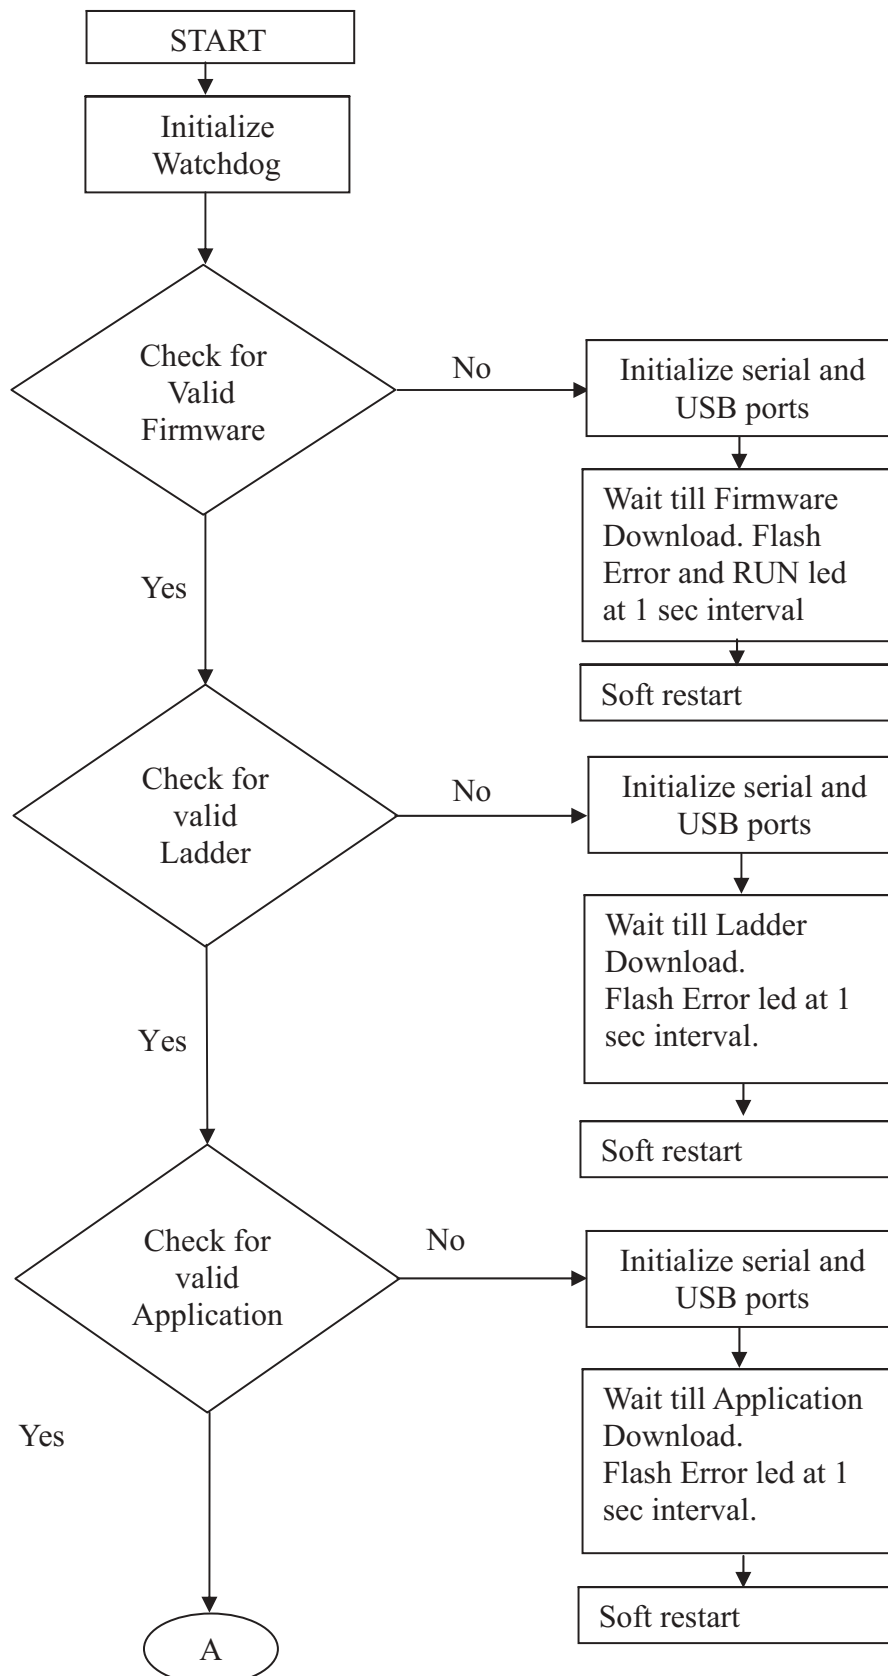 START
Initialize
Watchdog
Check for
Valid
Firmware
No
Initialize serial and
USB ports
Wait till Firmware
Download. Flash
Error and RUN led
at 1 sec interval
Soft restart
Yes
Check for
valid
Ladder
No
Initialize serial and
USB ports
Wait till Ladder
Download.
Flash Error led at 1
sec interval.
Soft restart
Yes
Check for
valid
Application
No
Initialize serial and
USB ports
Wait till Application
Download.
Flash Error led at 1
sec interval.
Soft restart
Yes
A